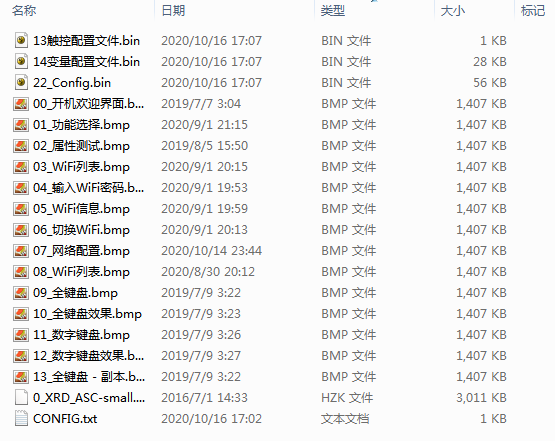 名称 日期 类型 大小 标记
13触控配置文件.bin 2020/10/16 17:07 BIN 文件 1 KB
14变量配置文件.bin 2020/10/16 17:07 BIN 文件 28 KB
22_Config.bin 2020/10/16 17:07 BIN 文件 56 KB
00_开机欢迎界面.b... 2019/7/7 3:04 BMP 文件 1,407 KB
01_功能选择.bmp 2020/9/1 21:15 BMP 文件 1,407 KB
02_属性测试.bmp 2019/8/5 15:50 BMP 文件 1,407 KB
03_WiFi列表.bmp 2020/9/1 20:15 BMP 文件 1,407 KB
04_输入WiFi密码.b... 2020/9/1 19:53 BMP 文件 1,407 KB
05_WiFi信息.bmp 2020/9/1 19:59 BMP 文件 1,407 KB
06_切换WiFi.bmp 2020/9/1 20:13 BMP 文件 1,407 KB
07_网络配置.bmp 2020/10/14 23:44 BMP 文件 1,407 KB
08_WiFi列表.bmp 2020/8/30 20:12 BMP 文件 1,407 KB
09_全键盘.bmp 2019/7/9 3:22 BMP 文件 1,407 KB
10_全键盘效果.bmp 2019/7/9 3:23 BMP 文件 1,407 KB
11_数字键盘.bmp 2019/7/9 3:26 BMP 文件 1,407 KB
12_数字键盘效果.b... 2019/7/9 3:27 BMP 文件 1,407 KB
13_全键盘 - 副本.b... 2019/7/9 3:22 BMP 文件 1,407 KB
0_XRD_ASC-small.... 2016/7/1 14:33 HZK 文件 3,011 KB
CONFIG.txt 2020/10/16 17:02 文本文档 1 KB